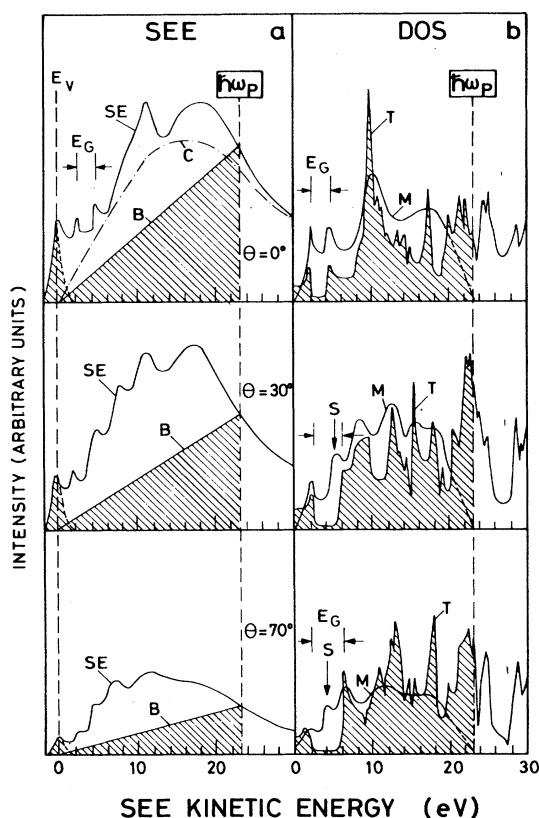 SEE a
DOS b
E_V
ħω_P
ħω_P
SE
E_G
C
B
θ=0°
E_G
T
M
SE
B
θ=30°
S
M
T
SE
B
θ=70°
E_G
S
M
T
INTENSITY (ARBITRARY UNITS)
0 10 20
0 10 20 30
SEE KINETIC ENERGY (eV)